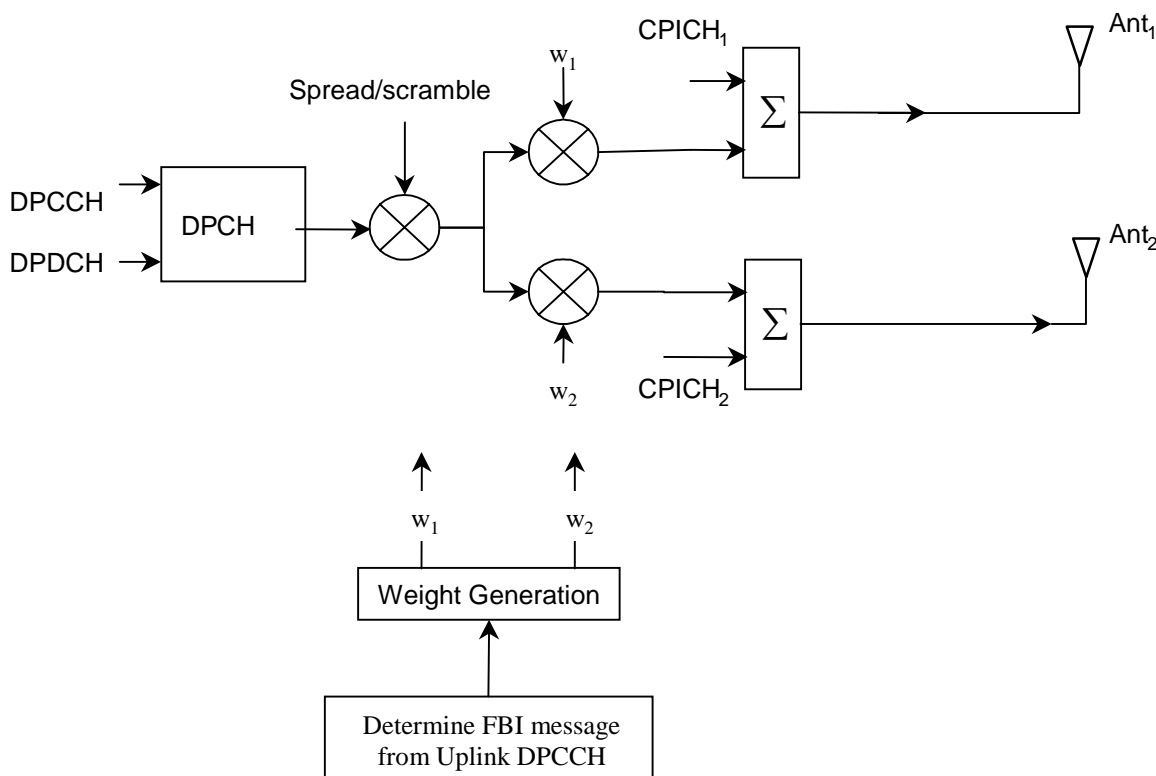 CPICH₁
Ant₁
w₁
Spread/scramble
∑
DPCCH
DPCH
DPDCH
Ant₂
∑
w₂
CPICH₂
w₁
w₂
Weight Generation
Determine FBI message
from Uplink DPCCH